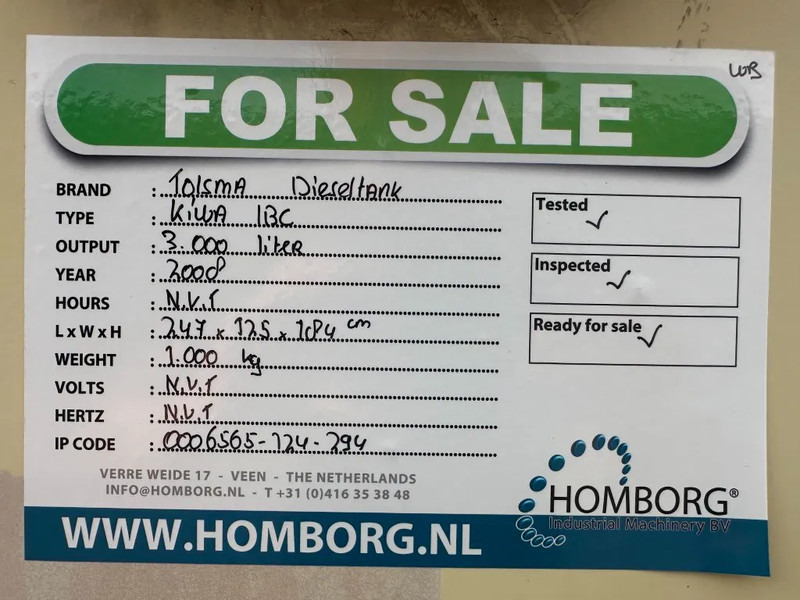 WB
FOR SALE
BRAND : Tolsma Dieseltank
TYPE : KIWA IBC
OUTPUT : 3.000 liter
YEAR : 2008
HOURS : N.V.T
L x W x H : 247 x 125 x 184 cm
WEIGHT : 1.000 kg
VOLTS : N.V.T
HERTZ : N.V.T
IP CODE : 0006565-124-294
Tested ✓
Inspected ✓
Ready for sale ✓
VERRE WEIDE 17 - VEEN - THE NETHERLANDS
INFO@HOMBORG.NL - T +31 (0)416 35 38 48
WWW.HOMBORG.NL
HOMBORG®
Industrial Machinery BV